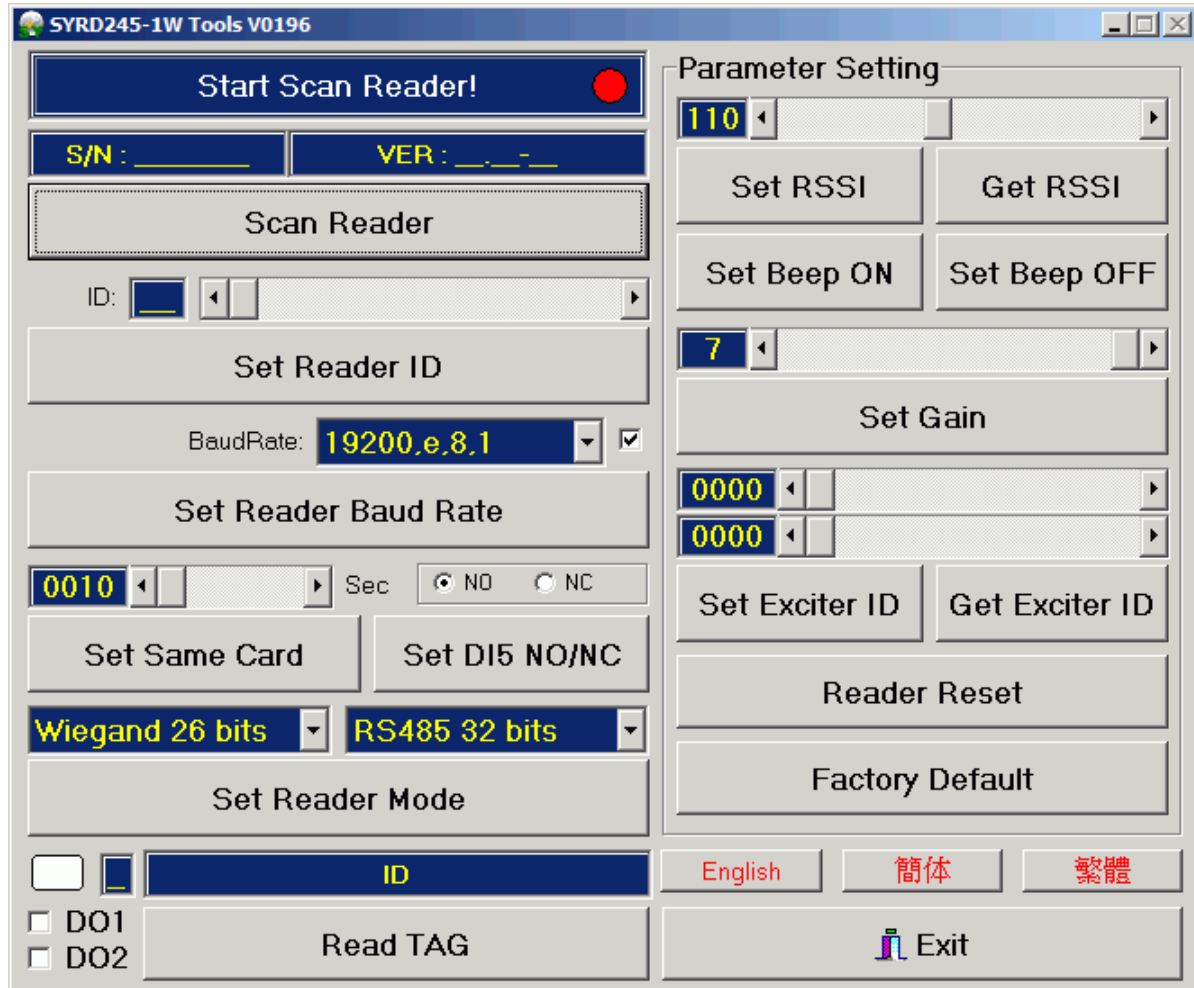 SYRD245-1W Tools V0196
Start Scan Reader!
S/N : ________ VER : __.__-__
Scan Reader
ID: __
Set Reader ID
BaudRate: 19200,e,8,1
Set Reader Baud Rate
0010 Sec NO NC
Set Same Card Set DI5 NO/NC
Wiegand 26 bits RS485 32 bits
Set Reader Mode
_ ID
DO1
DO2
Read TAG
Parameter Setting
110
Set RSSI Get RSSI
Set Beep ON Set Beep OFF
7
Set Gain
0000
0000
Set Exciter ID Get Exciter ID
Reader Reset
Factory Default
English 簡体 繁體
Exit